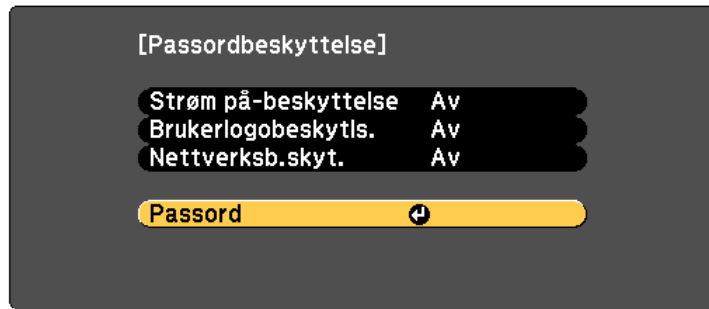 [Passordbeskyttelse]
Strøm på-beskyttelse Av
Brukerlogobeskytls. Av
Nettverksb.skyt. Av
Passord